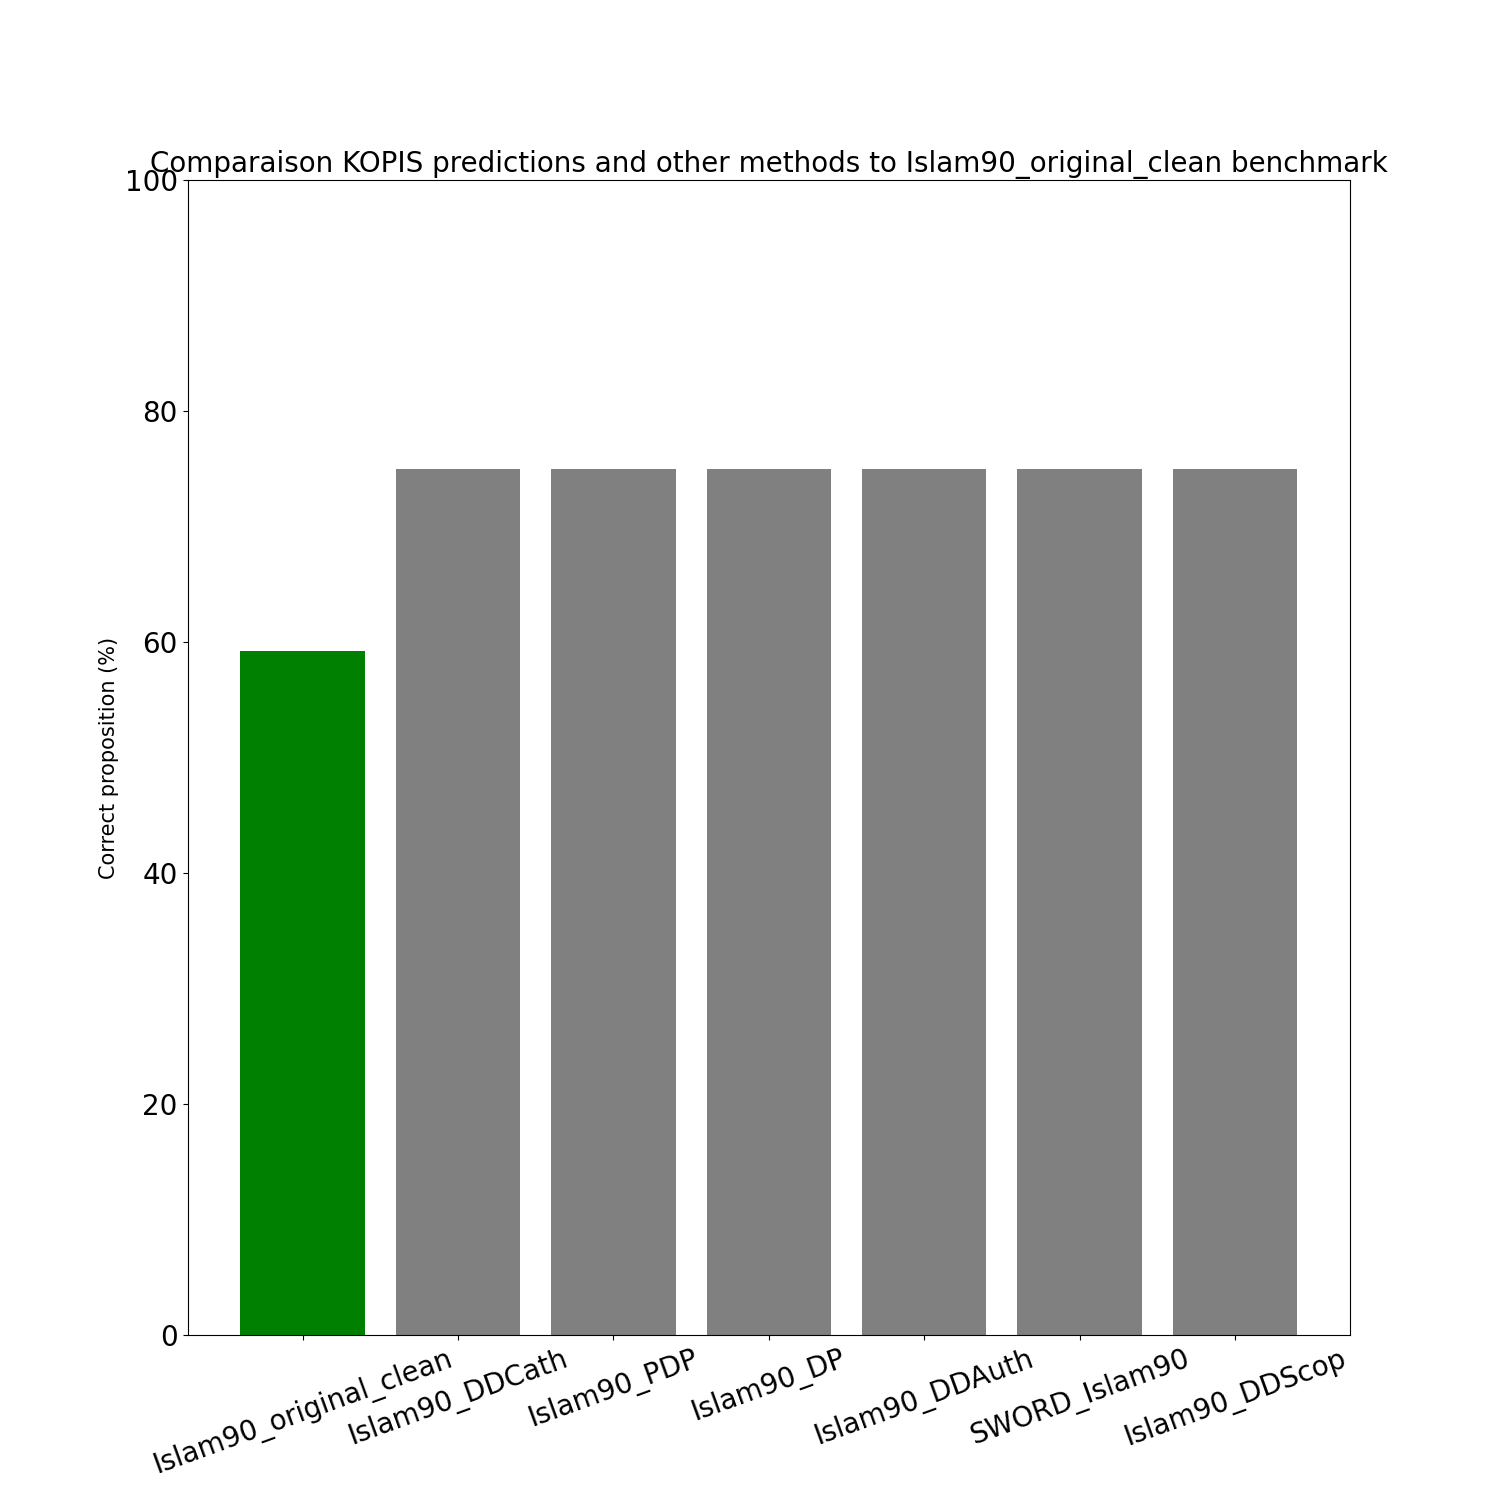 Comparaison KOPIS predictions and other methods to Islam90_original_clean benchmark
100
80
60
40
20
0
Correct proposition (%)
Islam90_original_clean
Islam90_DDCath
Islam90_PDP
Islam90_DP
Islam90_DDAuth
SWORD_Islam90
Islam90_DDScop